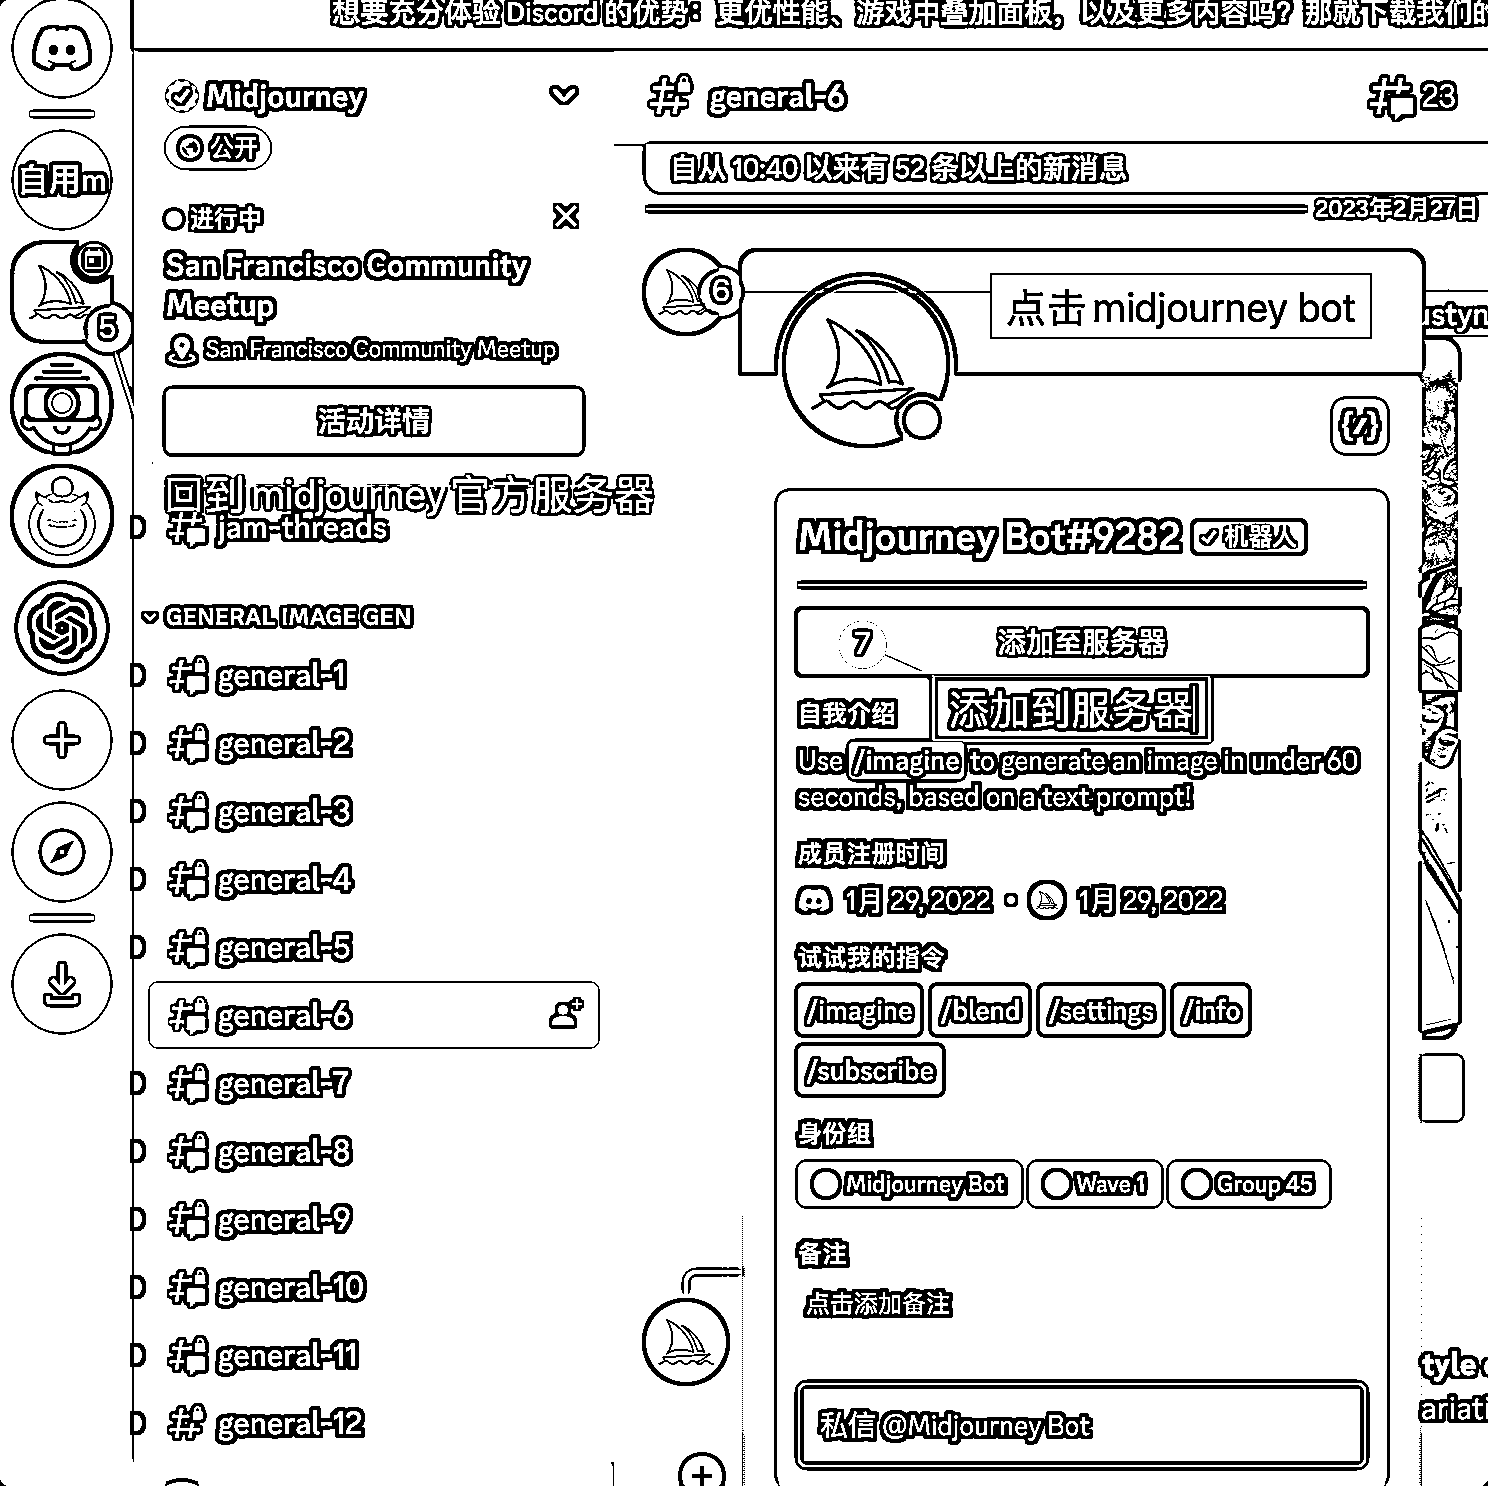 想要充分体验 Discord 的优势：更优性能、游戏中叠加面板，以及更多内容吗？那就下载我们的
Midjourney
公开
general-6
23
自用m
自从 10:40 以来有 52 条以上的新消息
2023年2月27日
进行中
San Francisco Community
Meetup
San Francisco Community Meetup
5
6
点击 midjourney bot
ustyn
活动详情
回到 midjourney 官方服务器
jam-threads
Midjourney Bot#9282 机器人
GENERAL IMAGE GEN
general-1
general-2
general-3
general-4
general-5
general-6
general-7
general-8
general-9
general-10
general-11
general-12
7
添加至服务器
添加到服务器
自我介绍
Use /imagine to generate an image in under 60
seconds, based on a text prompt!
成员注册时间
1月 29, 2022 • 1月 29, 2022
试试我的指令
/imagine /blend /settings /info
/subscribe
身份组
Midjourney Bot Wave 1 Group 45
备注
点击添加备注
私信 @Midjourney Bot
tyle
ariati